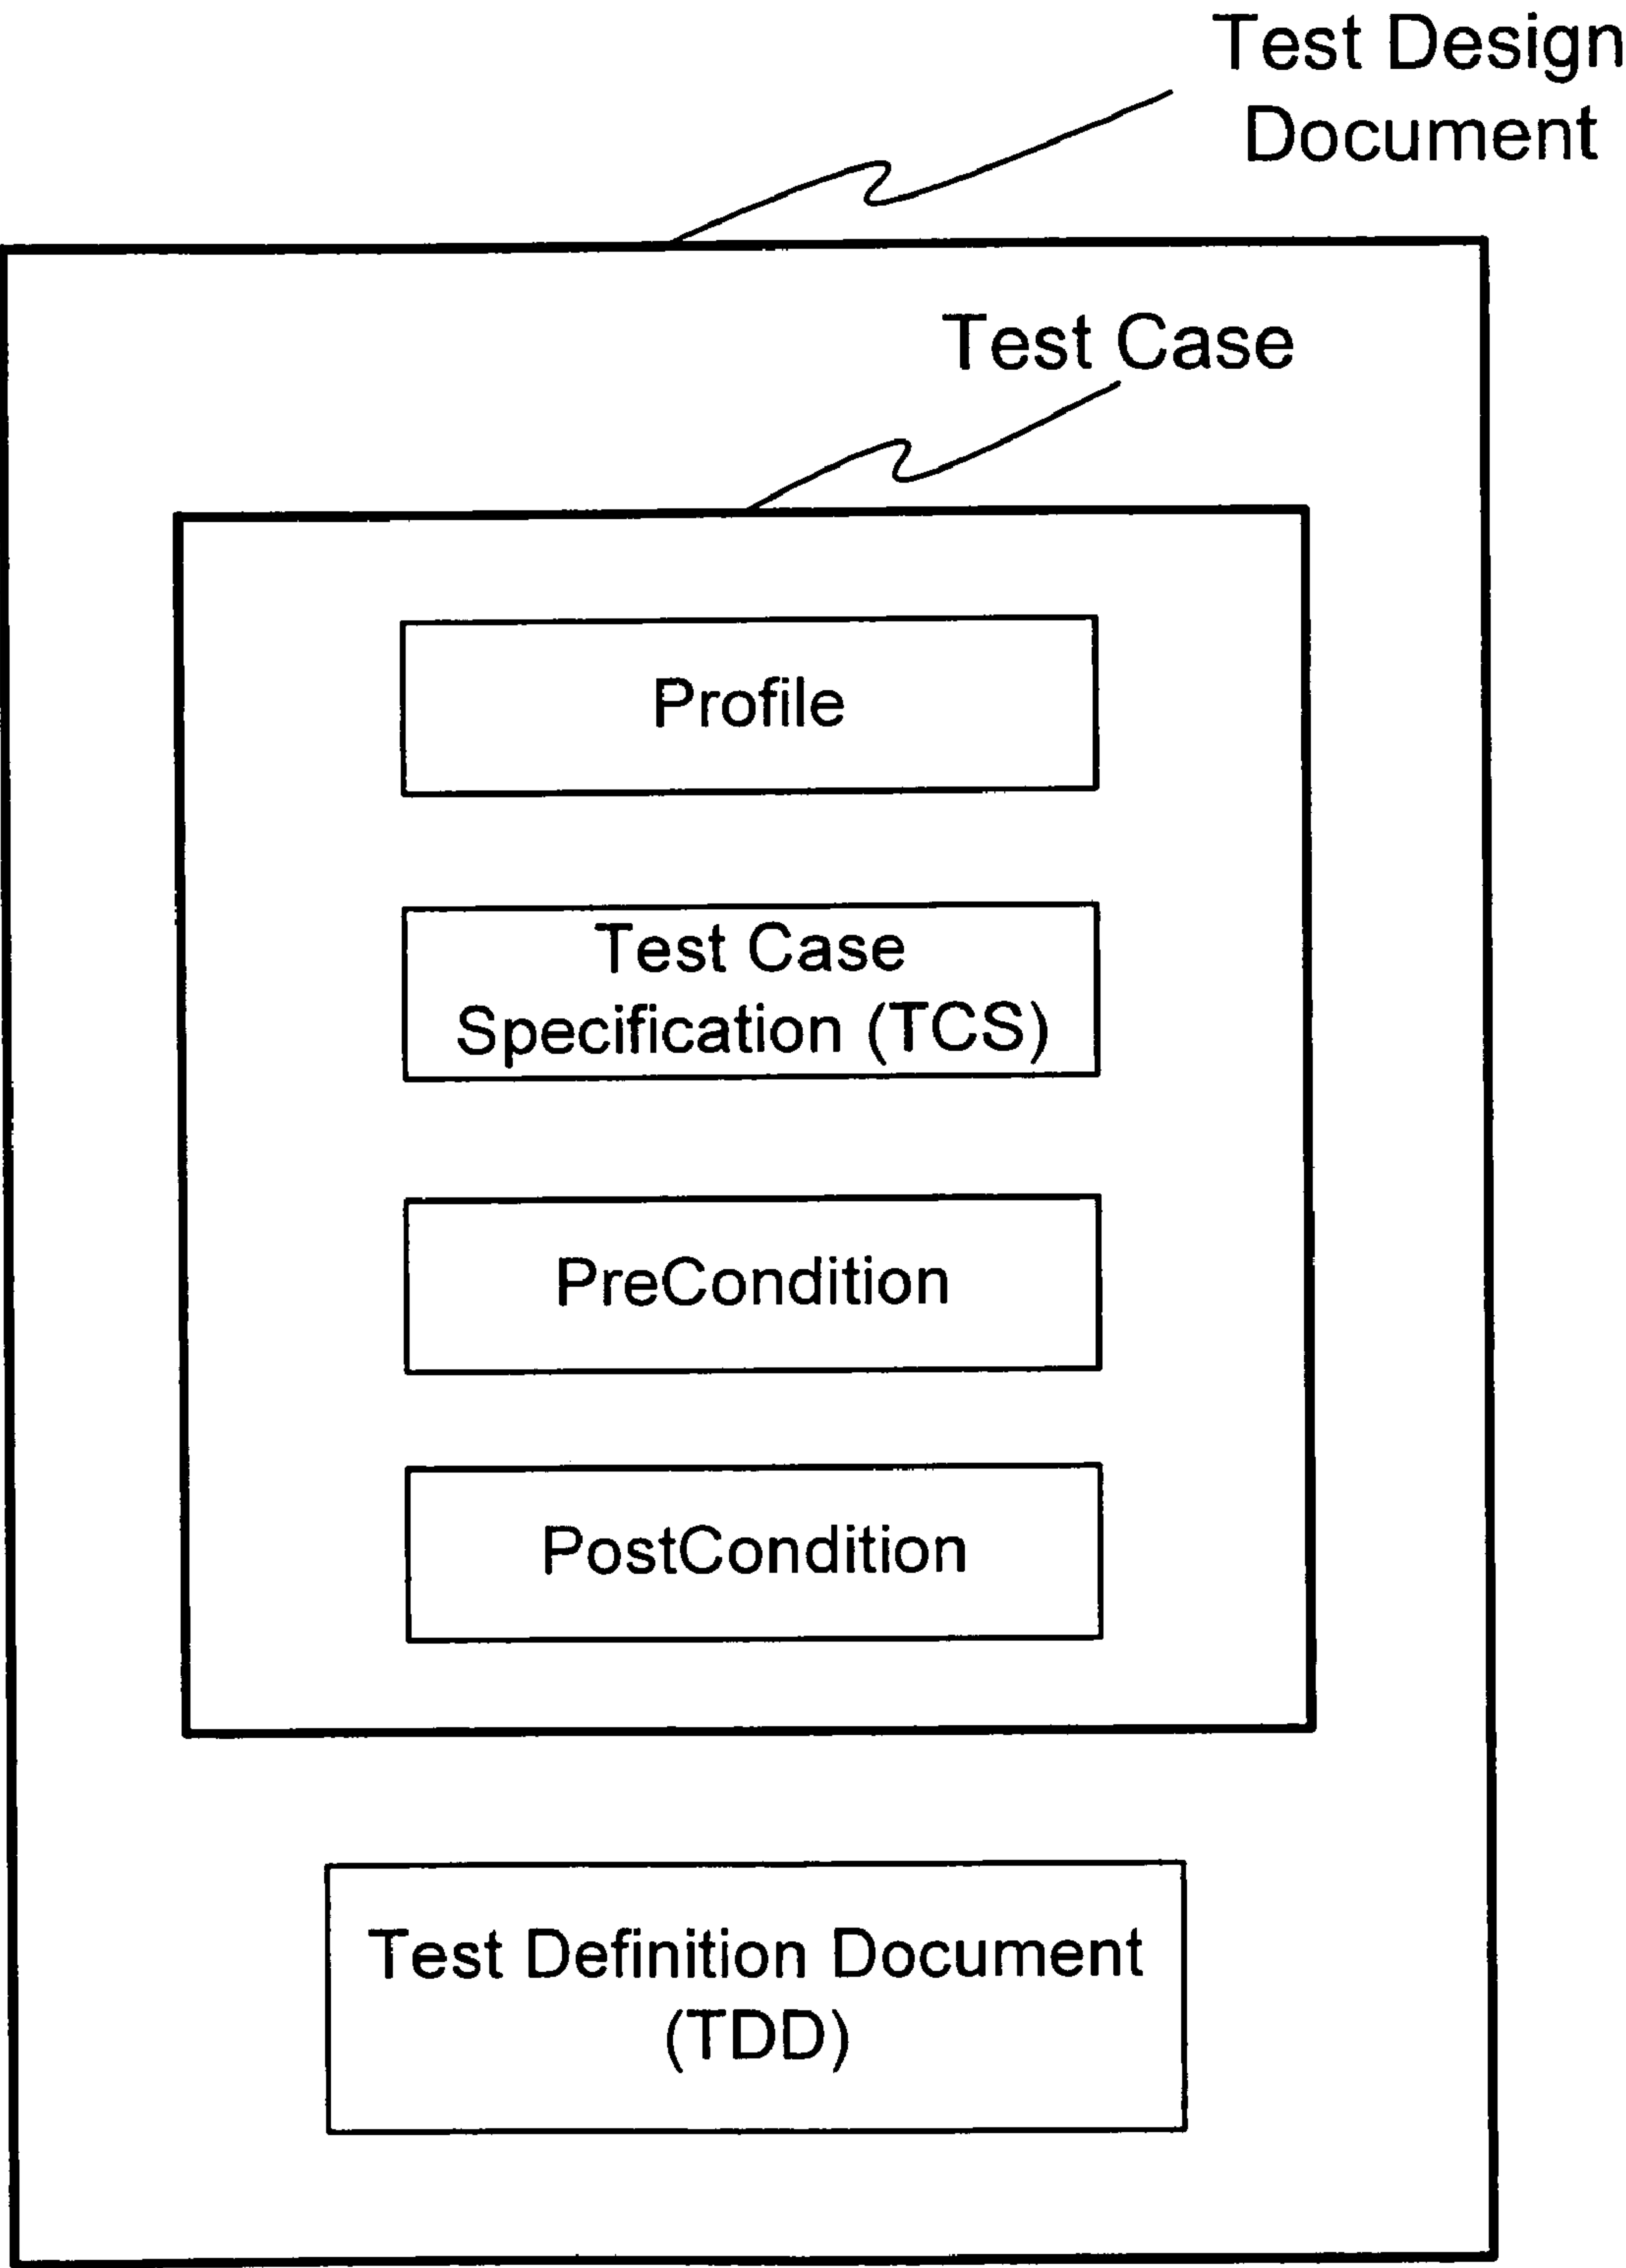 Test Design
Document
Test Case
Profile
Test Case
Specification (TCS)
PreCondition
PostCondition
Test Definition Document
(TDD)